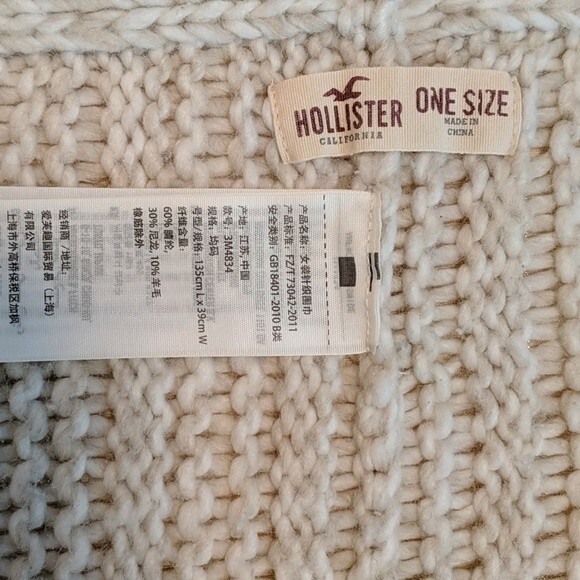 HOLLISTER
CALIFORNIA
ONE SIZE
MADE IN
CHINA
产品名称：女装针织围巾
产品标准：FZ/T73042-2011
安全类别：GB18401-2010 B类
产地：江苏, 中国
款号：3M4834
规格：均码
号型/规格：135cm L x 39cm W
纤维含量：
60% 腈纶,
30% 尼龙, 10% 羊毛
橡筋除外
经销商 / 地址：
爱芙趣国际贸易（上海）
有限公司
上海市外高桥保税区加枫